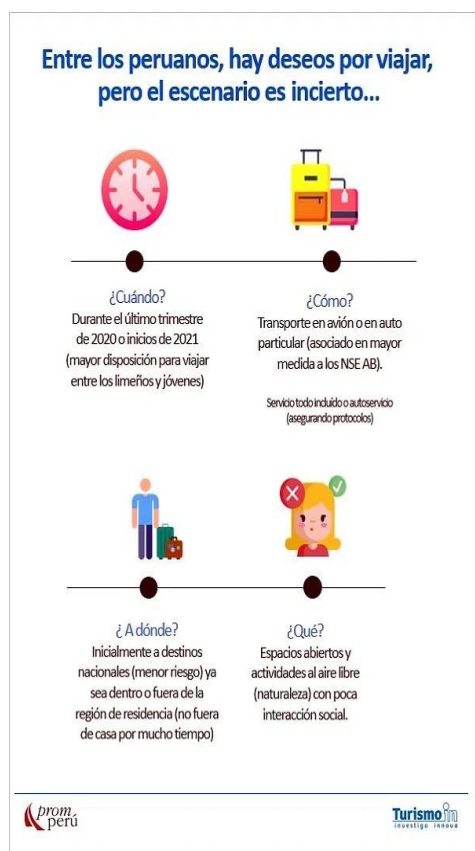 Entre los peruanos, hay deseos por viajar,
pero el escenario es incierto...
¿Cuándo?
Durante el último trimestre
de 2020 o inicios de 2021
(mayor disposición para viajar
entre los limeños y jóvenes)
¿Cómo?
Transporte en avión o en auto
particular (asociado en mayor
medida a los NSE AB).
Servicio todo incluido o autoservicio
(asegurando protocolos)
¿A dónde?
Inicialmente a destinos
nacionales (menor riesgo) ya
sea dentro o fuera de la
región de residencia (no fuera
de casa por mucho tiempo)
¿Qué?
Espacios abiertos y
actividades al aire libre
(naturaleza) con poca
interacción social.
prom
perú
Turismo in
investiga innova